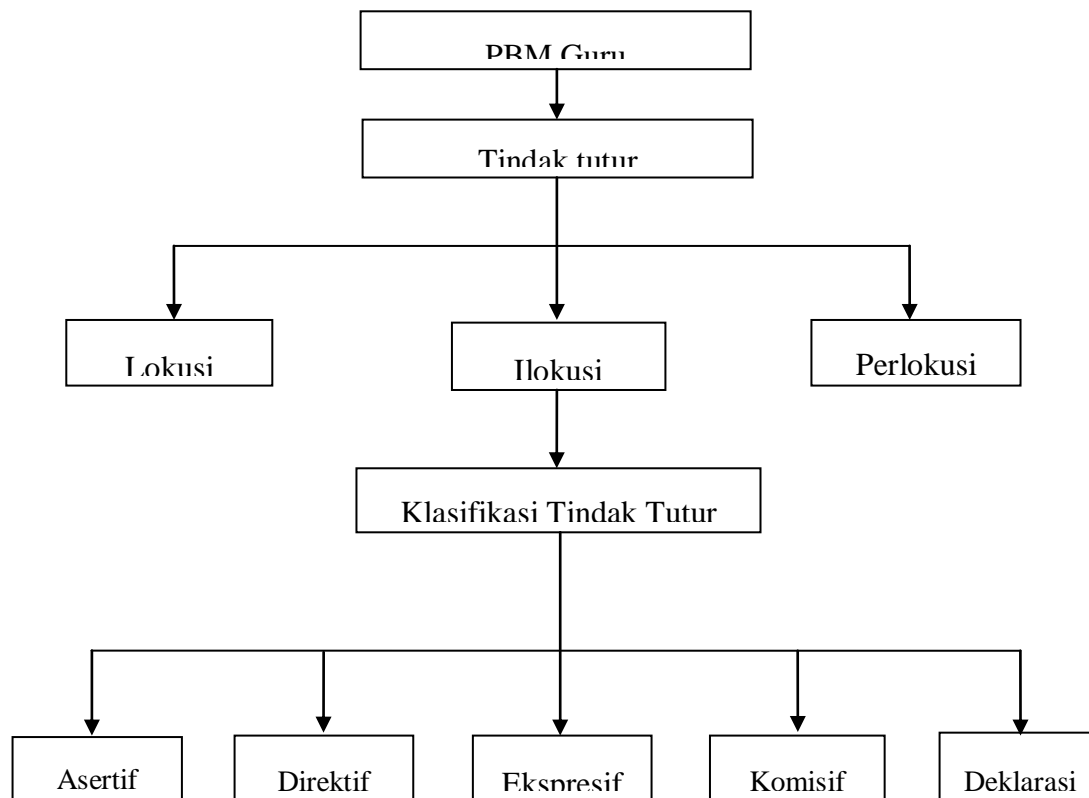 PBM Guru
Tindak tutur
Lokusi
Ilokusi
Perlokusi
Klasifikasi Tindak Tutur
Asertif
Direktif
Ekspresif
Komisif
Deklarasi